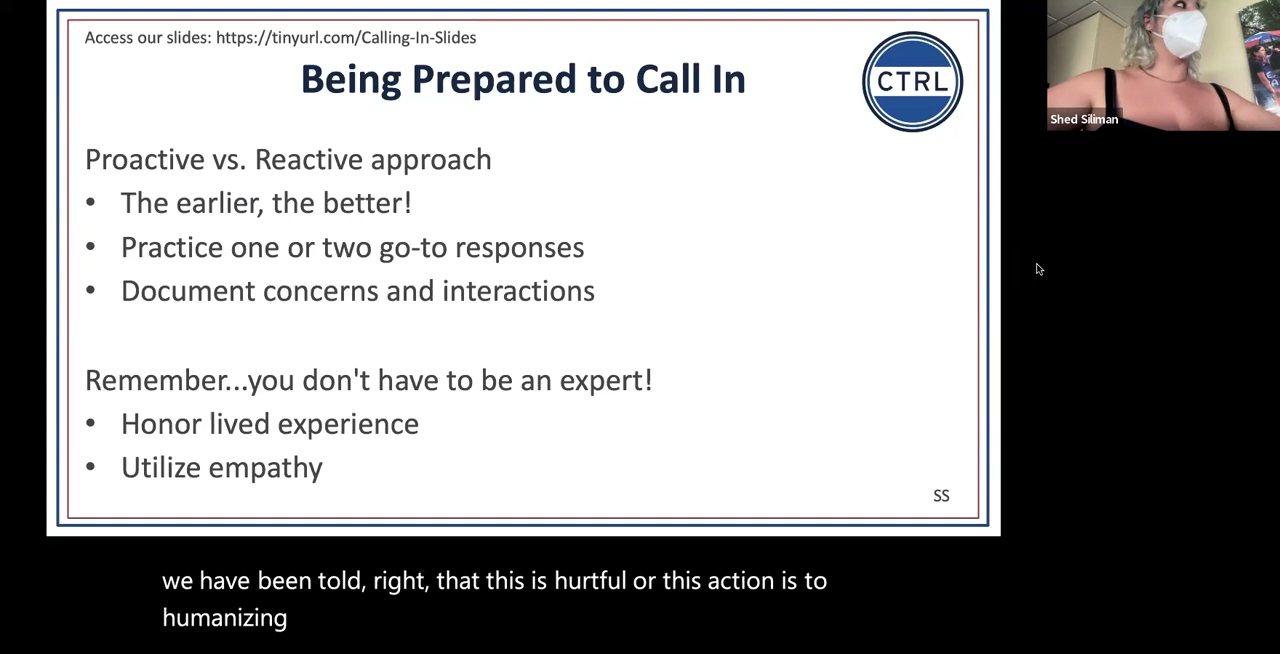 Access our slides: https://tinyurl.com/Calling-In-Slides
Being Prepared to Call In
CTRL
Shed Siliman
Proactive vs. Reactive approach
• The earlier, the better!
• Practice one or two go-to responses
• Document concerns and interactions
Remember...you don't have to be an expert!
• Honor lived experience
• Utilize empathy
SS
we have been told, right, that this is hurtful or this action is to
humanizing